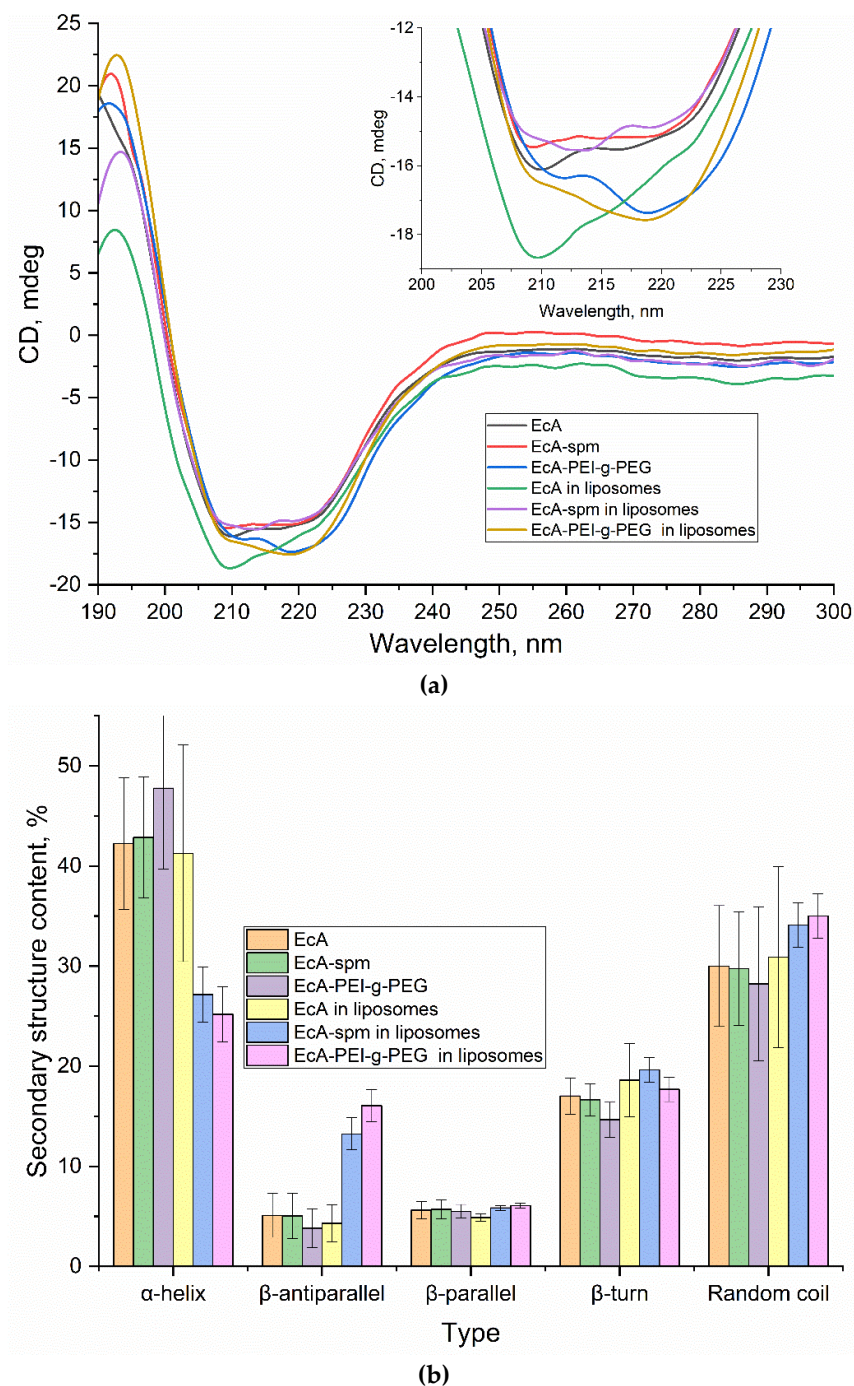 25
20
15
10
5
0
-5
-10
-15
-20
CD, mdeg
190 200 210 220 230 240 250 260 270 280 290 300
Wavelength, nm
-12
-14
-16
-18
CD, mdeg
200 205 210 215 220 225 230
Wavelength, nm
EcA
EcA-spm
EcA-PEI-g-PEG
EcA in liposomes
EcA-spm in liposomes
EcA-PEI-g-PEG in liposomes
(a)
50
40
30
20
10
0
Secondary structure content, %
EcA
EcA-spm
EcA-PEI-g-PEG
EcA in liposomes
EcA-spm in liposomes
EcA-PEI-g-PEG in liposomes
α-helix β-antiparallel β-parallel β-turn Random coil
Type
(b)